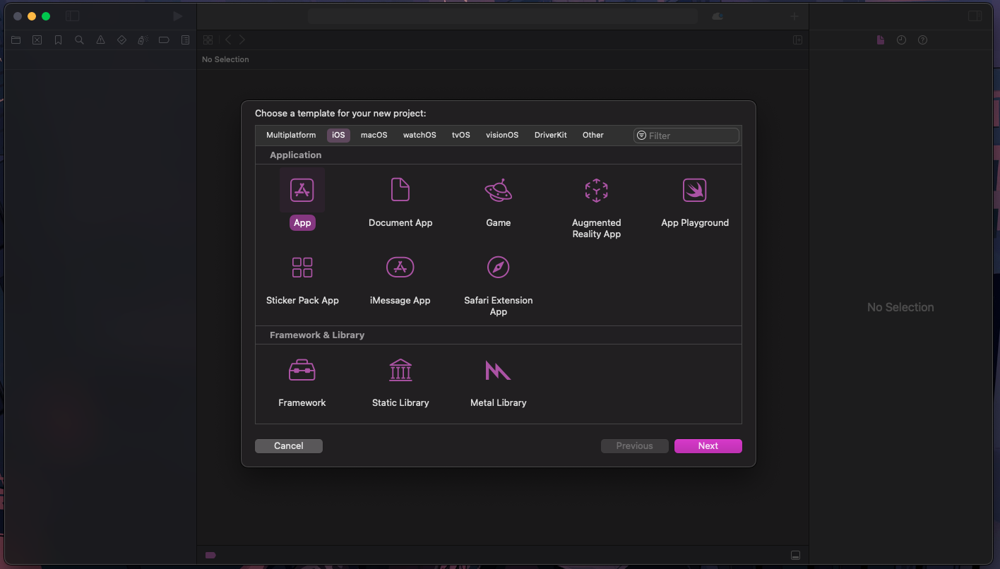 No Selection
Choose a template for your new project:
Multiplatform iOS macOS watchOS tvOS visionOS DriverKit Other Filter
Application
App Document App Game Augmented Reality App App Playground
Sticker Pack App iMessage App Safari Extension App
No Selection
Framework & Library
Framework Static Library Metal Library
Cancel Previous Next